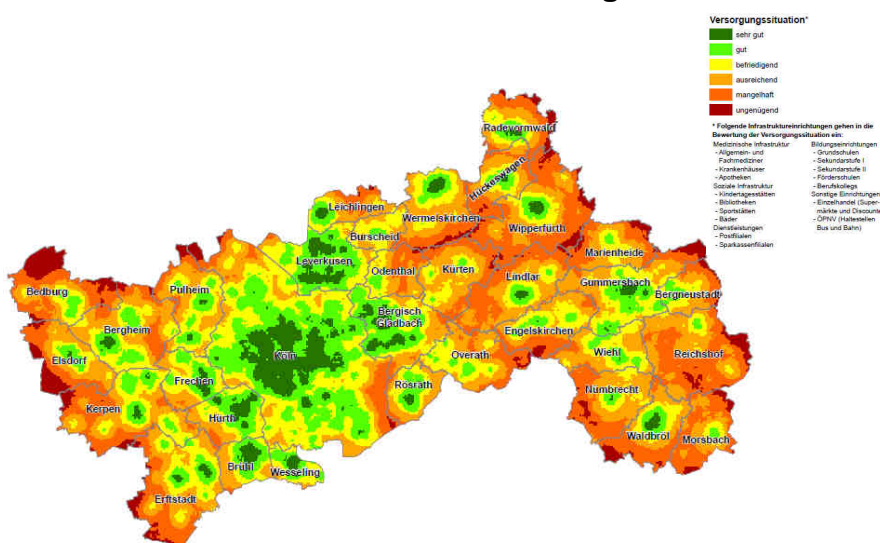 Versorgungssituation*
sehr gut
gut
befriedigend
ausreichend
mangelhaft
ungenügend
* Folgende Infrastruktureinrichtungen gehen in die
Bewertung der Versorgungssituation ein:
Medizinische Infrastruktur
- Allgemein- und
Fachmediziner
- Krankenhäuser
- Apotheken
Soziale Infrastruktur
- Kindertagesstätten
- Bibliotheken
- Sportstätten
- Bäder
Dienstleistungen
- Postfilialen
- Sparkassenfilialen
Bildungseinrichtungen
- Grundschulen
- Sekundarstufe I
- Sekundarstufe II
- Förderschulen
- Berufskollegs
Sonstige Einrichtungen
- Einzelhandel (Super-
märkte und Discounte
- ÖPNV (Haltestellen
Bus und Bahn)
Radevormwald
Hückeswagen
Leichlingen
Wermelskirchen
Wipperfürth
Burscheid
Marienheide
Leverkusen
Odenthal
Kürten
Lindlar
Gummersbach
Bedburg
Pulheim
Bergneustadt
Bergisch
Gladbach
Bergheim
Engelskirchen
Elsdorf
Köln
Overath
Wiehl
Reichshof
Frechen
Rösrath
Nümbrecht
Kerpen
Hürth
Waldbröl
Morsbach
Brühl
Wesseling
Erftstadt